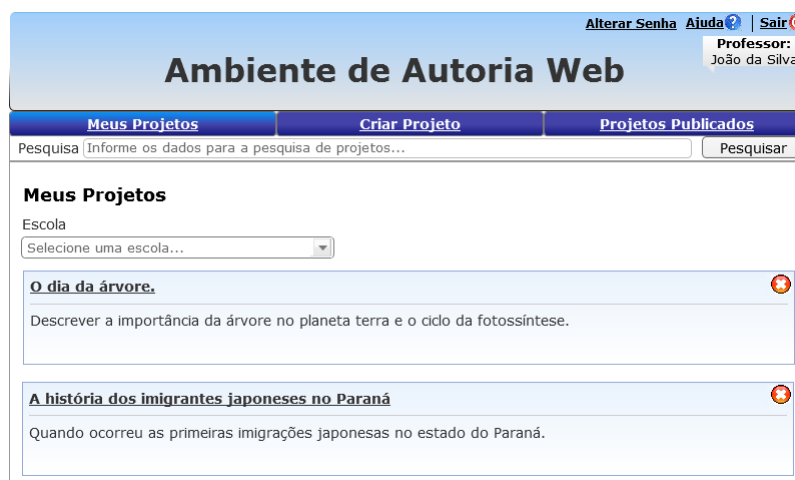 Alterar Senha Ajuda ? | Sair
Professor:
João da Silva
Ambiente de Autoria Web
Meus Projetos Criar Projeto Projetos Publicados
Pesquisa Informe os dados para a pesquisa de projetos... Pesquisar
Meus Projetos
Escola
Selecione uma escola...
O dia da árvore.
Descrever a importância da árvore no planeta terra e o ciclo da fotossíntese.
A história dos imigrantes japoneses no Paraná
Quando ocorreu as primeiras imigrações japonesas no estado do Paraná.